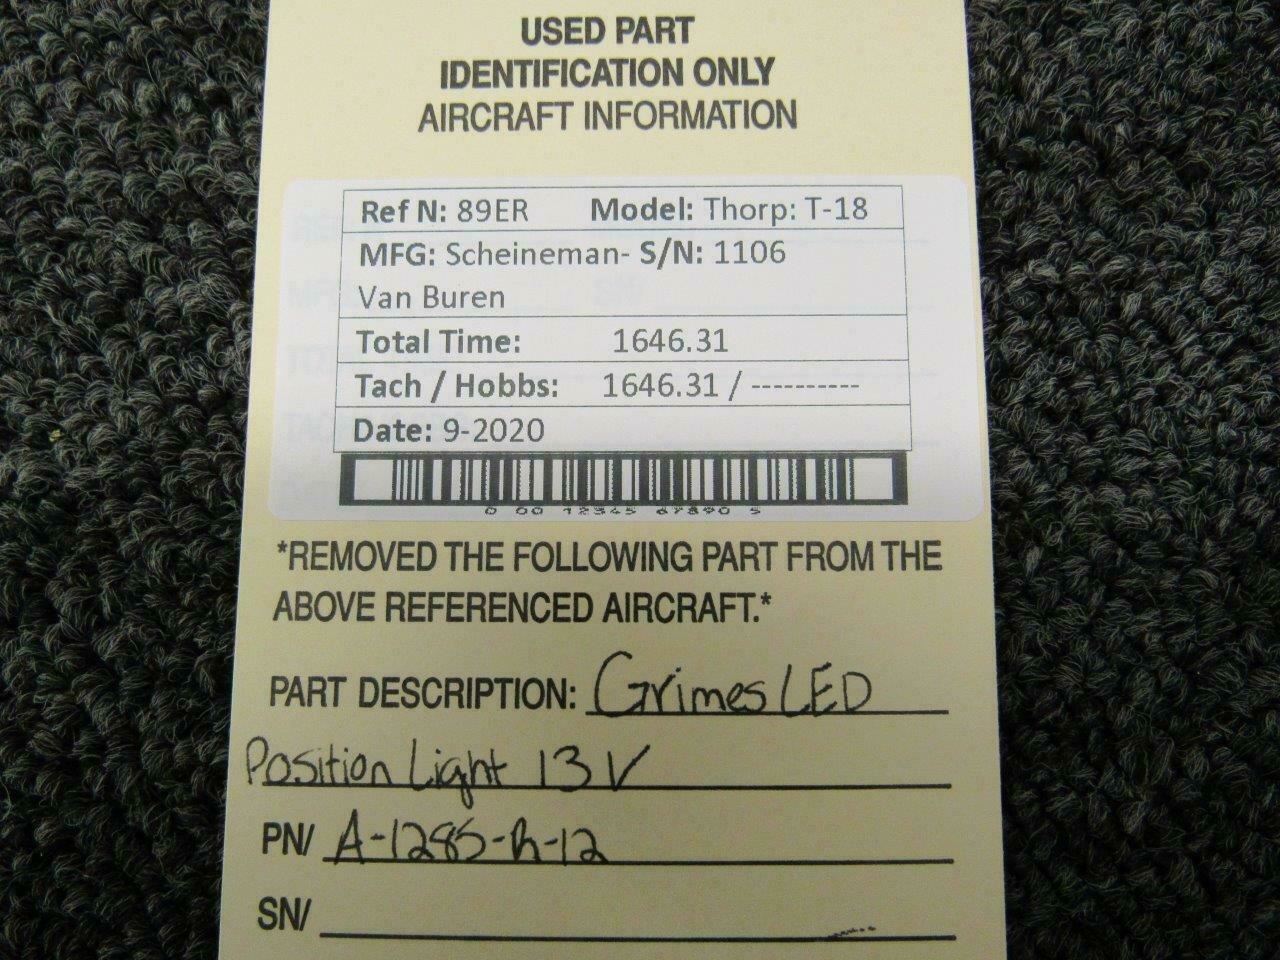 USED PART
IDENTIFICATION ONLY
AIRCRAFT INFORMATION
Ref N: 89ER Model: Thorp: T-18
MFG: Scheineman- S/N: 1106
Van Buren
Total Time: 1646.31
Tach / Hobbs: 1646.31 / ----------
Date: 9-2020
0 00 12345 67890 5
*REMOVED THE FOLLOWING PART FROM THE
ABOVE REFERENCED AIRCRAFT.*
PART DESCRIPTION: Grimes LED
Position Light 13V
PN/ A-1285-R-12
SN/